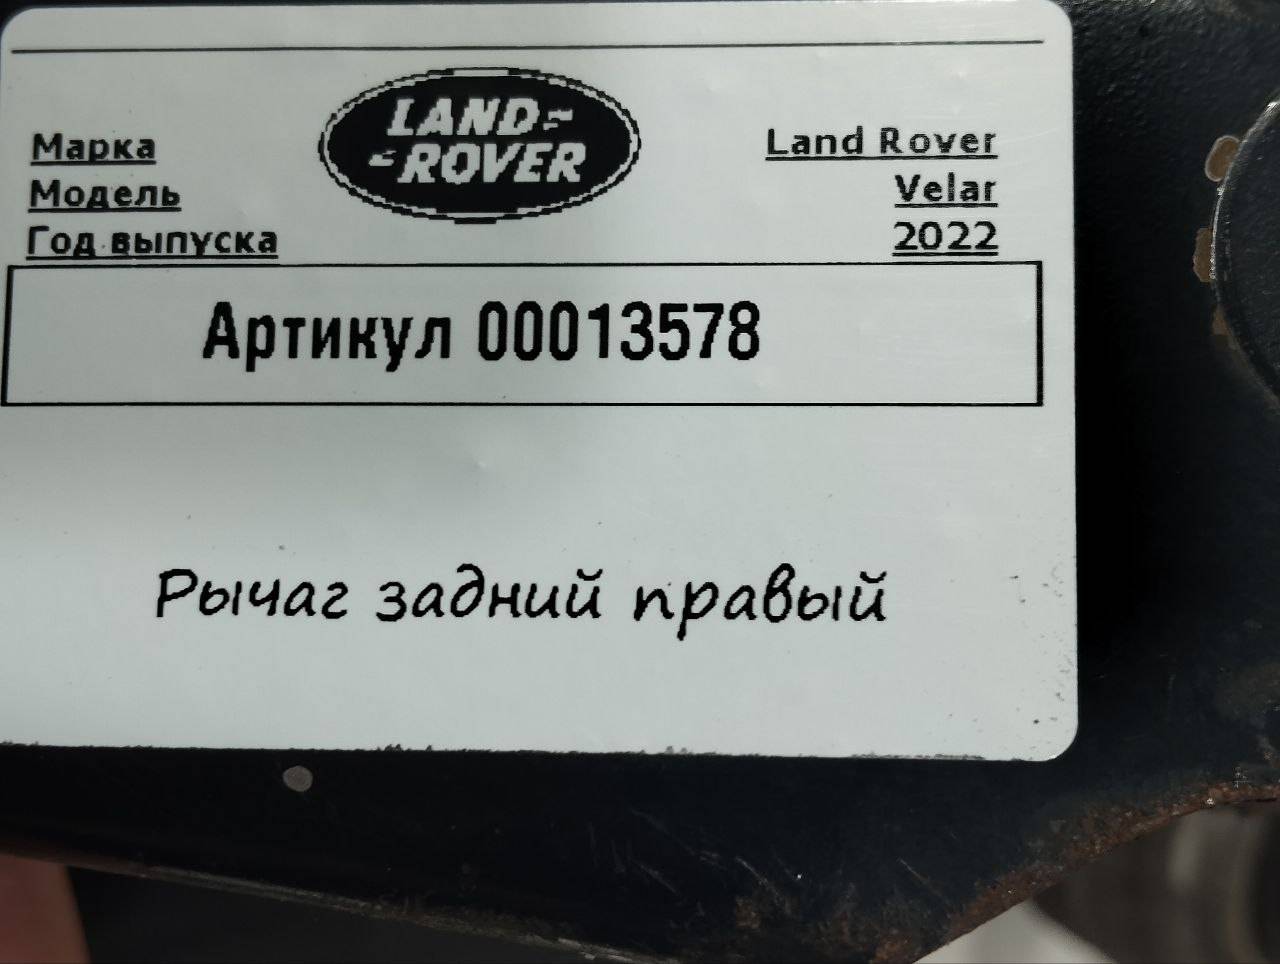 LAND
ROVER
Марка Land Rover
Модель Velar
Год выпуска 2022
Артикул 00013578
Рычаг задний правый